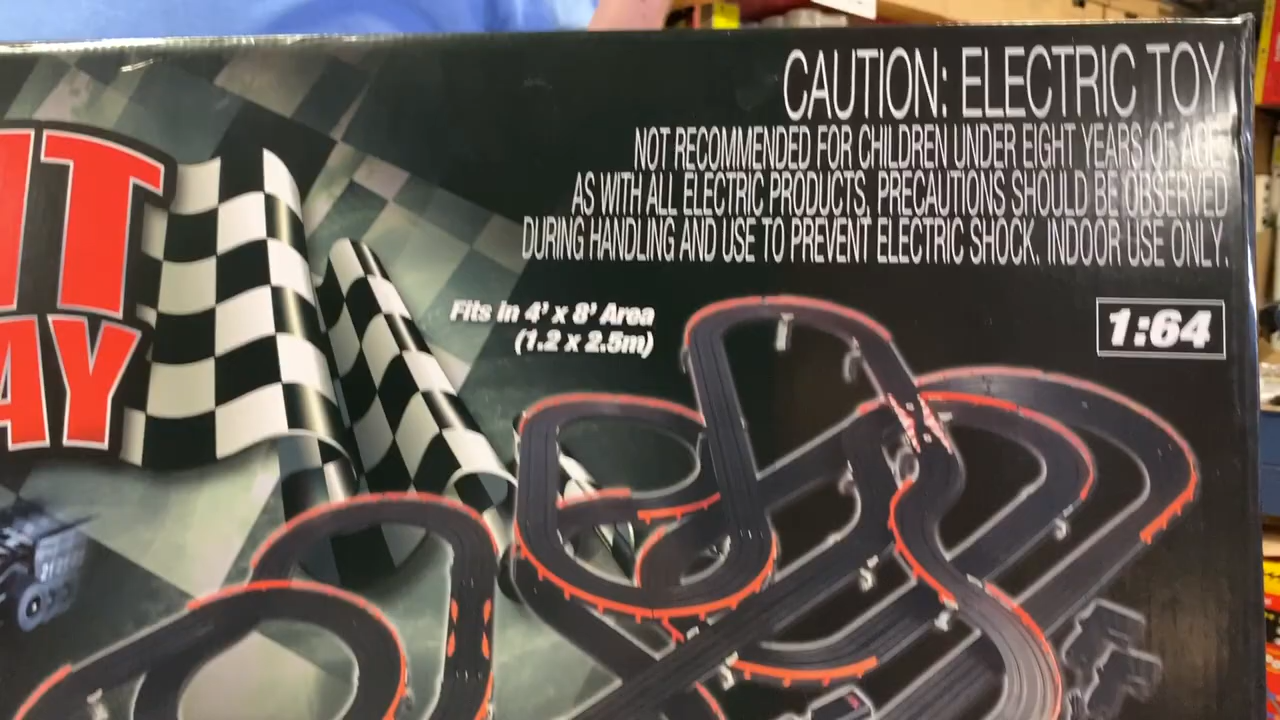 CAUTION: ELECTRIC TOY
NOT RECOMMENDED FOR CHILDREN UNDER EIGHT YEARS OF AGE.
AS WITH ALL ELECTRIC PRODUCTS, PRECAUTIONS SHOULD BE OBSERVED
DURING HANDLING AND USE TO PREVENT ELECTRIC SHOCK. INDOOR USE ONLY.
Fits in 4' x 8' Area
(1.2 x 2.5m)
1:64
IT
AY